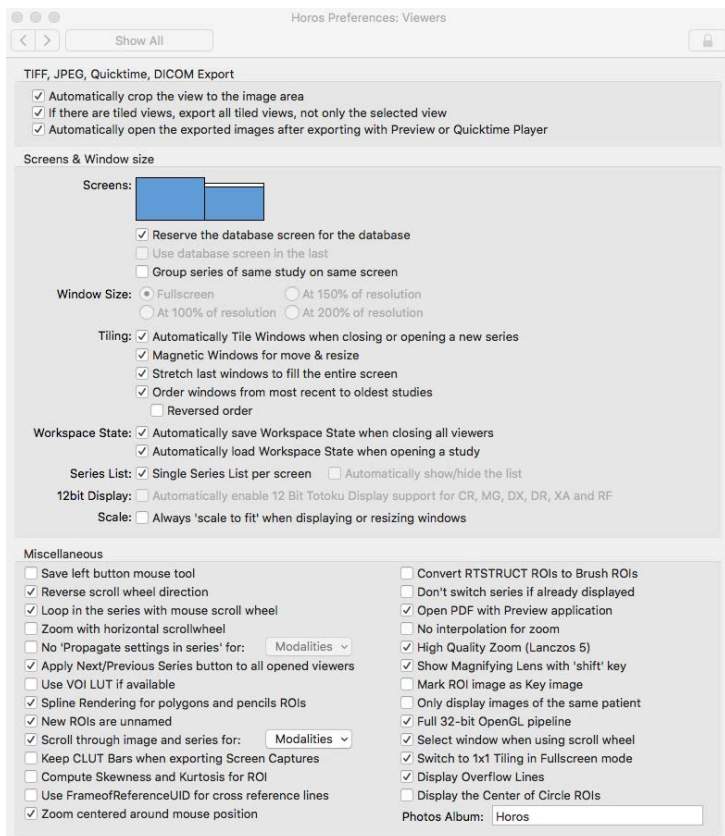 Horos Preferences: Viewers
Show All
TIFF, JPEG, Quicktime, DICOM Export
Automatically crop the view to the image area
If there are tiled views, export all tiled views, not only the selected view
Automatically open the exported images after exporting with Preview or Quicktime Player
Screens & Window size
Screens:
Reserve the database screen for the database
Use database screen in the last
Group series of same study on same screen
Window Size: Fullscreen At 150% of resolution
At 100% of resolution At 200% of resolution
Tiling: Automatically Tile Windows when closing or opening a new series
Magnetic Windows for move & resize
Stretch last windows to fill the entire screen
Order windows from most recent to oldest studies
Reversed order
Workspace State: Automatically save Workspace State when closing all viewers
Automatically load Workspace State when opening a study
Series List: Single Series List per screen Automatically show/hide the list
12bit Display: Automatically enable 12 Bit Totoku Display support for CR, MG, DX, DR, XA and RF
Scale: Always 'scale to fit' when displaying or resizing windows
Miscellaneous
Save left button mouse tool
Reverse scroll wheel direction
Loop in the series with mouse scroll wheel
Zoom with horizontal scrollwheel
No 'Propagate settings in series' for: Modalities
Apply Next/Previous Series button to all opened viewers
Use VOI LUT if available
Spline Rendering for polygons and pencils ROIs
New ROIs are unnamed
Scroll through image and series for: Modalities
Keep CLUT Bars when exporting Screen Captures
Compute Skewness and Kurtosis for ROI
Use FrameofReferenceUID for cross reference lines
Zoom centered around mouse position
Convert RTSTRUCT ROIs to Brush ROIs
Don't switch series if already displayed
Open PDF with Preview application
No interpolation for zoom
High Quality Zoom (Lanczos 5)
Show Magnifying Lens with 'shift' key
Mark ROI image as Key image
Only display images of the same patient
Full 32-bit OpenGL pipeline
Select window when using scroll wheel
Switch to 1x1 Tiling in Fullscreen mode
Display Overflow Lines
Display the Center of Circle ROIs
Photos Album: Horos